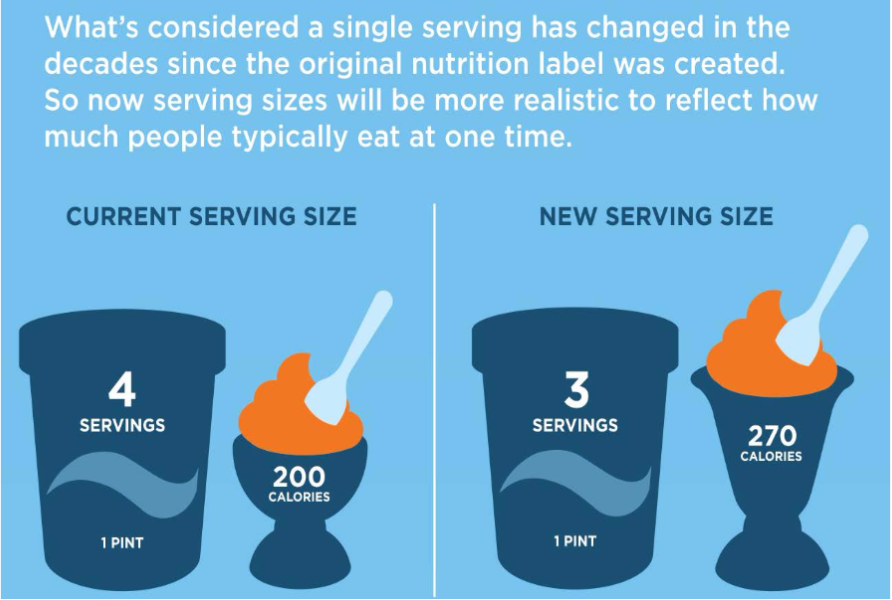 What's considered a single serving has changed in the
decades since the original nutrition label was created.
So now serving sizes will be more realistic to reflect how
much people typically eat at one time.
CURRENT SERVING SIZE
4
SERVINGS
1 PINT
200
CALORIES
NEW SERVING SIZE
3
SERVINGS
1 PINT
270
CALORIES